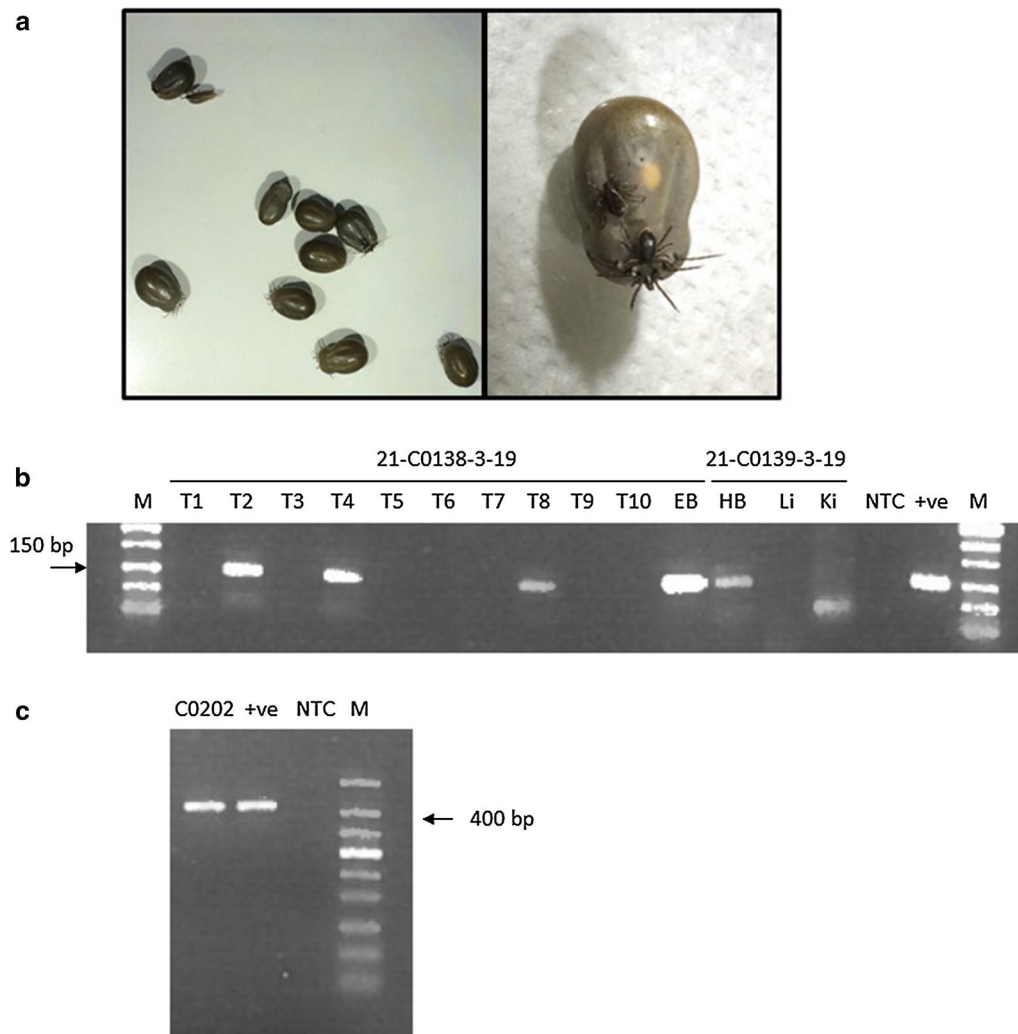 a
b
21-C0138-3-19 21-C0139-3-19
M T1 T2 T3 T4 T5 T6 T7 T8 T9 T10 EB HB Li Ki NTC +ve M
150 bp
c
C0202 +ve NTC M
400 bp